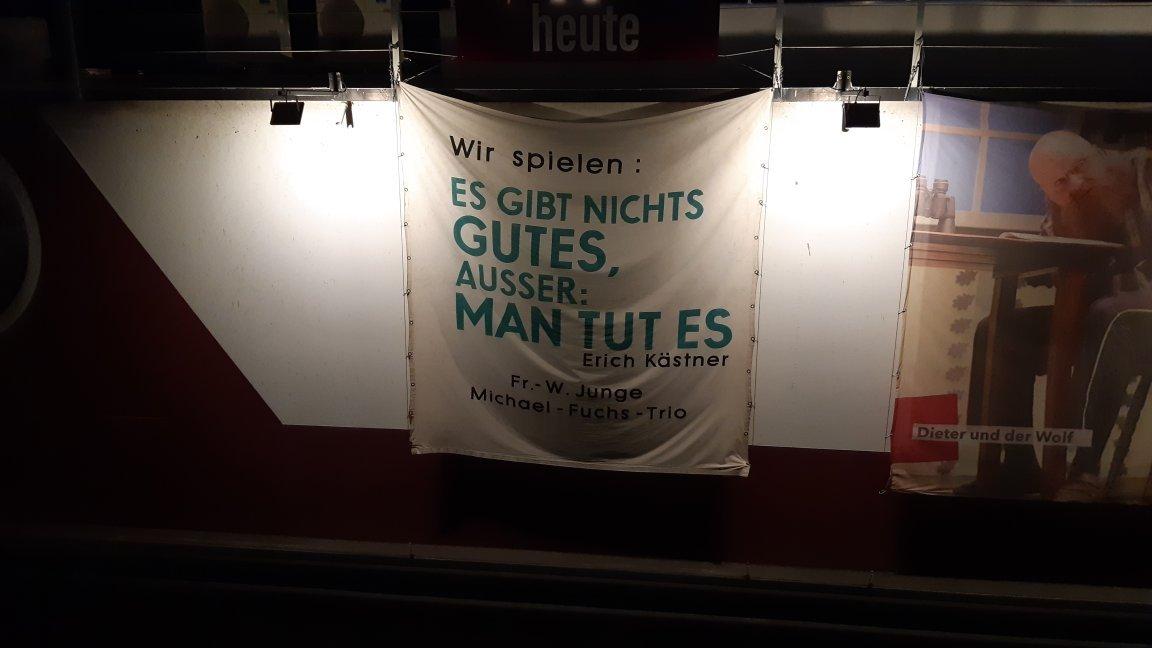 heute
Wir spielen :
ES GIBT NICHTS
GUTES,
AUSSER:
MAN TUT ES
Erich Kästner
Fr.-W. Junge
Michael-Fuchs-Trio
Dieter und der Wolf